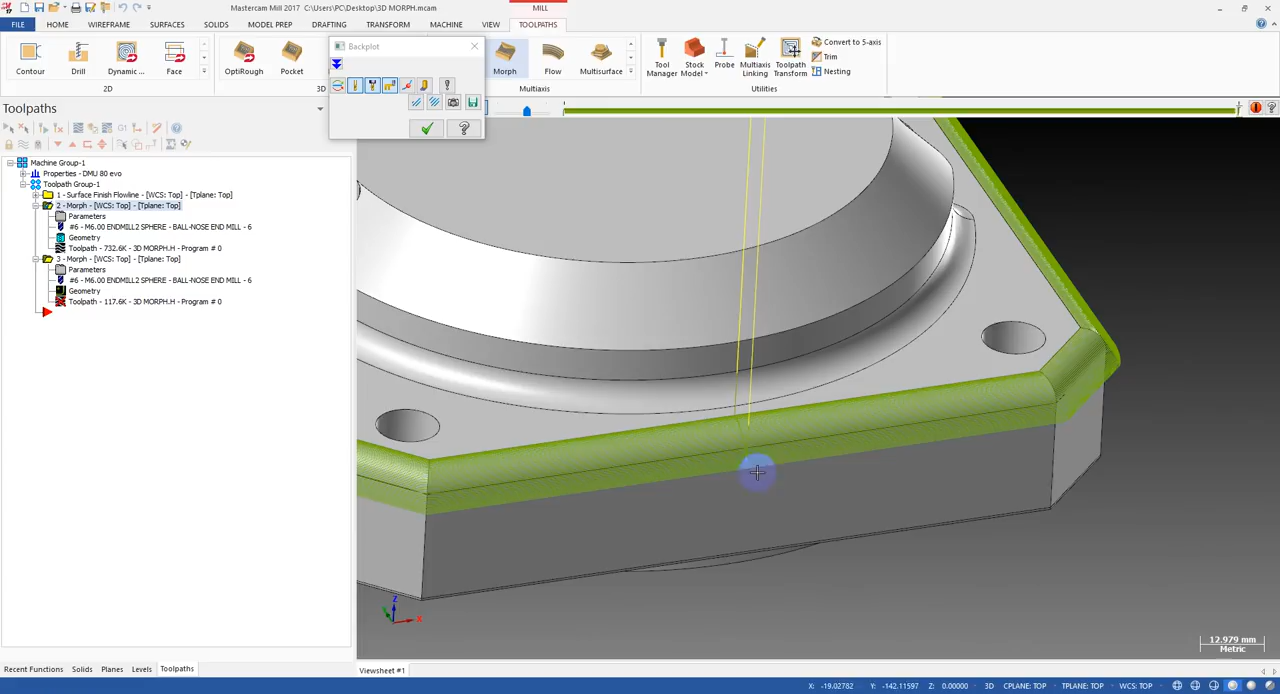 Mastercam Mill 2017 C:\Users\PC\Desktop\3D MORPH.mcam
MILL
FILE HOME WIREFRAME SURFACES SOLIDS MODEL PREP DRAFTING TRANSFORM MACHINE VIEW TOOLPATHS
Backplot
Contour Drill Dynamic ... Face
2D
OptiRough Pocket
3D
Morph Flow Multisurface
Multiaxis
Tool Manager Stock Model Probe Multiaxis Linking Toolpath Transform
Convert to 5-axis
Trim
Nesting
Utilities
Toolpaths
G1
Machine Group-1
Properties - DMU 80 evo
Toolpath Group-1
1 - Surface Finish Flowline - [WCS: Top] - [Tplane: Top]
2 - Morph - [WCS: Top] - [Tplane: Top]
Parameters
#6 - M6.00 ENDMILL2 SPHERE - BALL-NOSE END MILL - 6
Geometry
Toolpath - 732.6K - 3D MORPH.H - Program # 0
3 - Morph - [WCS: Top] - [Tplane: Top]
Parameters
#6 - M6.00 ENDMILL2 SPHERE - BALL-NOSE END MILL - 6
Geometry
Toolpath - 117.6K - 3D MORPH.H - Program # 0
Z
X
12.979 mm
Metric
Recent Functions Solids Planes Levels Toolpaths
Viewsheet #1
X: -19.02782 Y: -142.11597 Z: 0.00000 3D CPLANE: TOP TPLANE: TOP WCS: TOP